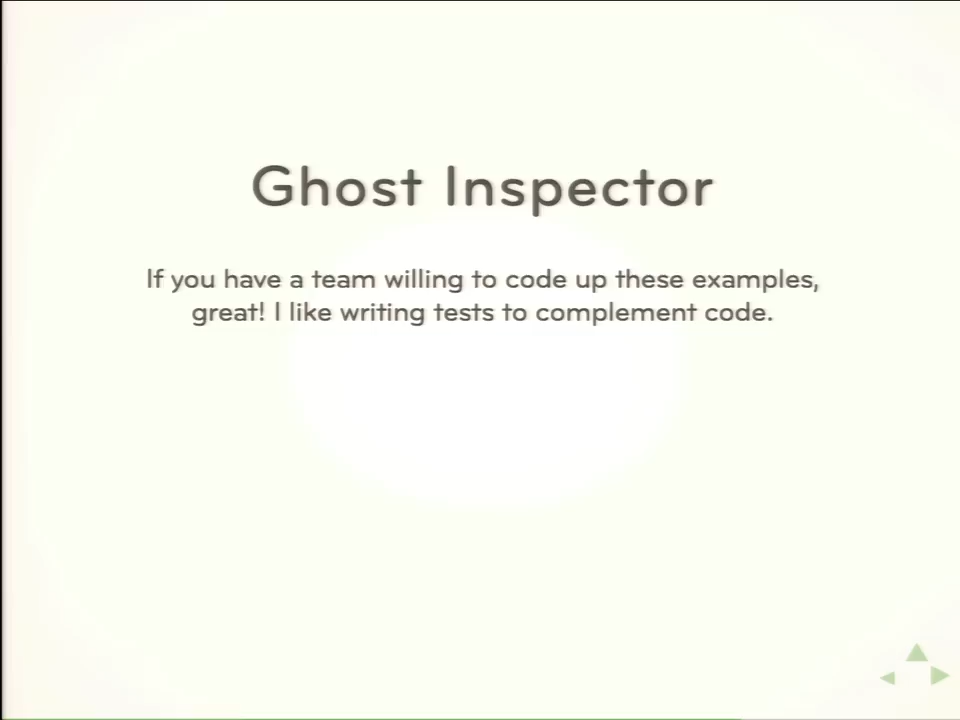 Ghost Inspector
If you have a team willing to code up these examples,
great! I like writing tests to complement code.